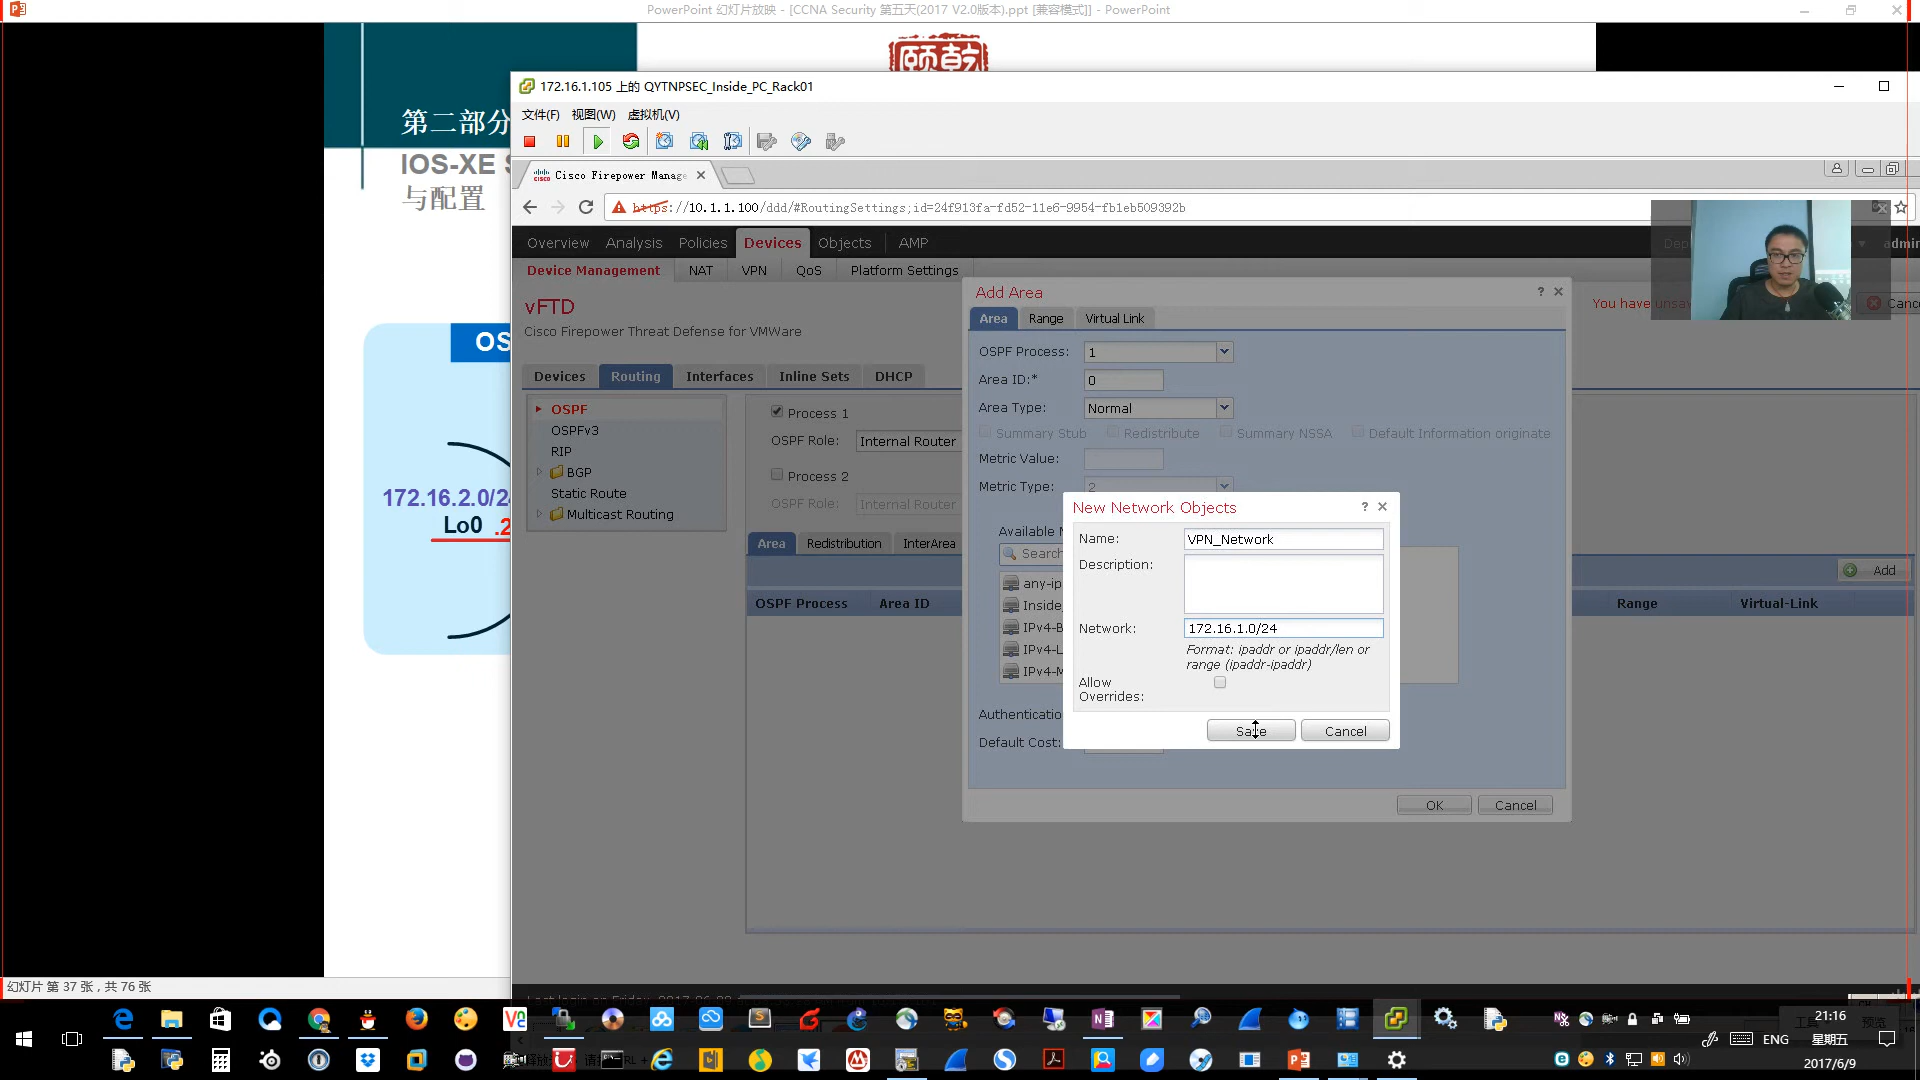 PowerPoint 幻灯片放映 - [CCNA Security 第五天(2017 V2.0版本).ppt [兼容模式]] - PowerPoint
颐乾
第二部分
IOS-XE S
与配置
OS
172.16.2.0/24
Lo0 .2
172.16.1.105 上的 QYTNPSEC_Inside_PC_Rack01
文件(F) 视图(W) 虚拟机(V)
Cisco Firepower Manage
https://10.1.1.100/ddd/#RoutingSettings;id=24f913fa-fd52-11e6-9954-fb1eb509392b
Overview Analysis Policies Devices Objects AMP Dep admin
Device Management NAT VPN QoS Platform Settings
vFTD
Cisco Firepower Threat Defense for VMWare
You have unsav
Canc
Devices Routing Interfaces Inline Sets DHCP
OSPF
OSPFv3
RIP
BGP
Static Route
Multicast Routing
Process 1
OSPF Role: Internal Router
Process 2
OSPF Role: Internal Router
Area Redistribution InterArea
Add
OSPF Process Area ID Range Virtual-Link
Add Area
Area Range Virtual Link
OSPF Process: 1
Area ID:* 0
Area Type: Normal
Summary Stub Redistribute Summary NSSA Default Information originate
Metric Value:
Metric Type: 2
Available N
Search
any-ip
Inside_
IPv4-B
IPv4-L
IPv4-M
Authenticatio
Default Cost:
OK Cancel
New Network Objects
Name: VPN_Network
Description:
Network: 172.16.1.0/24
Format: ipaddr or ipaddr/len or
range (ipaddr-ipaddr)
Allow
Overrides:
Save Cancel
幻灯片 第 37 张 , 共 76 张
ENG
21:16
星期五
2017/6/9